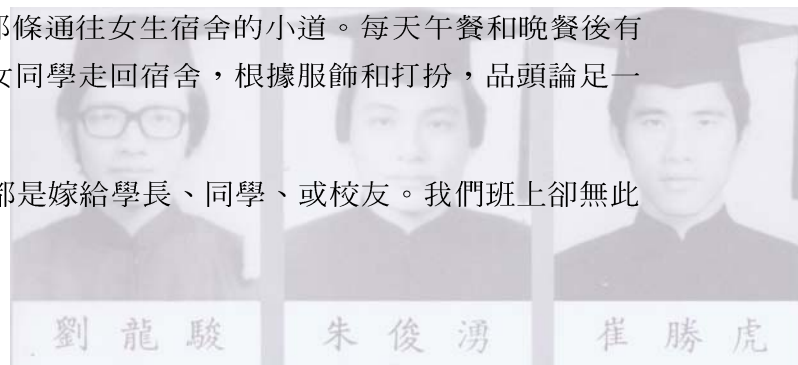 那條通往女生宿舍的小道。每天午餐和晚餐後有
女同學走回宿舍，根據服飾和打扮，品頭論足一
都是嫁給學長、同學、或校友。我們班上卻無此
劉龍駿 朱俊湧 崔勝虎